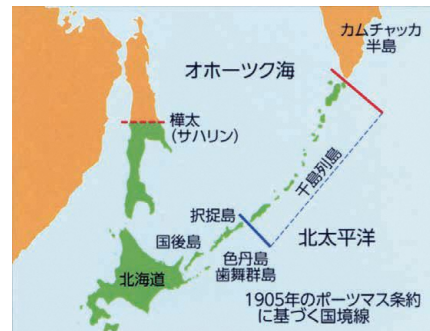 カムチャッカ
半島
オホーツク海
樺太
(サハリン)
千島列島
択捉島
国後島
北太平洋
色丹島
歯舞群島
北海道
1905年のポーツマス条約
に基づく国境線